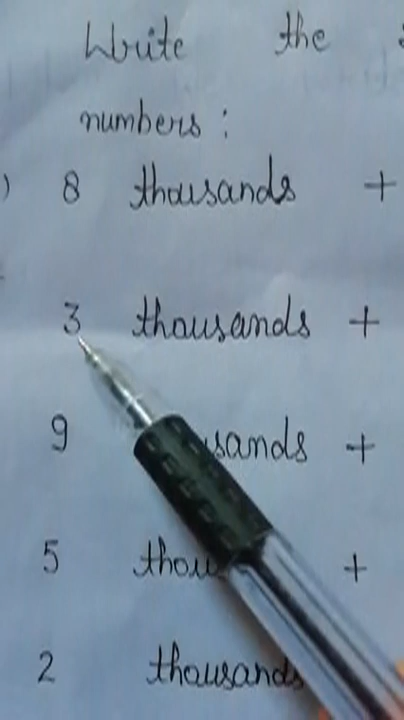 Write the
numbers :
) 8 thousands +
3 thousands +
9 +
5 +
2 thousands